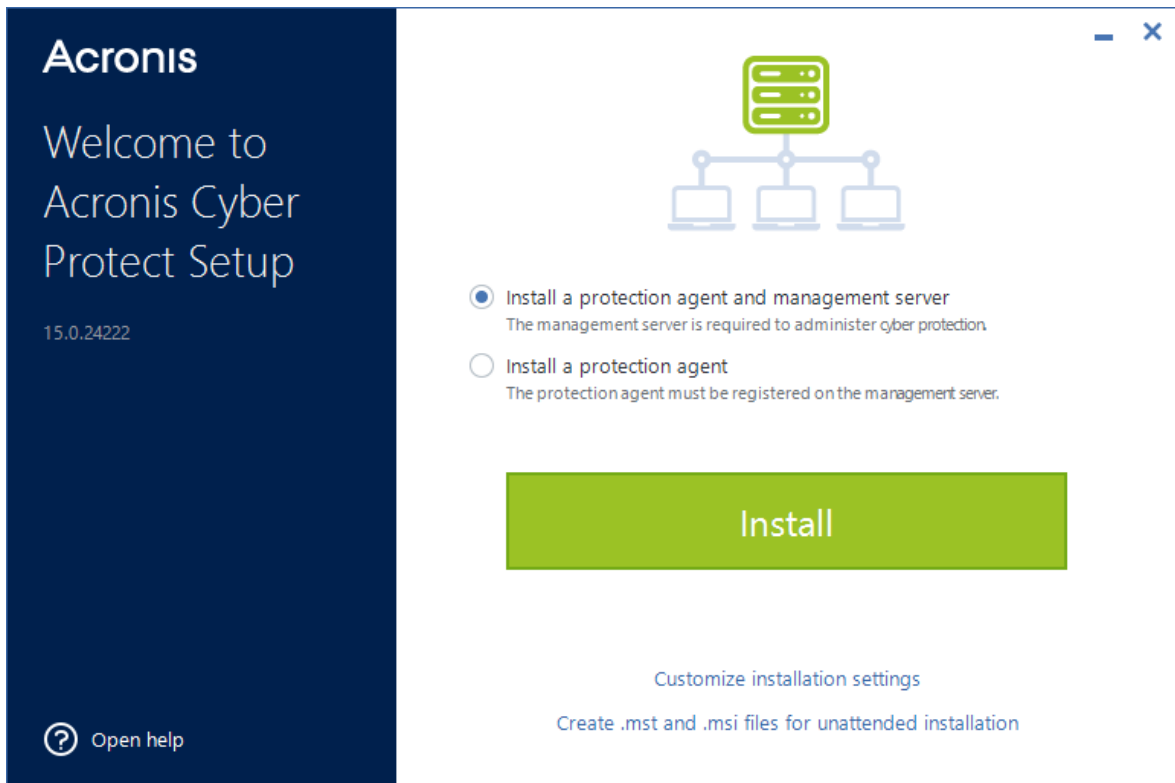 Acronis
Welcome to
Acronis Cyber
Protect Setup
15.0.24222
Open help
Install a protection agent and management server
The management server is required to administer cyber protection.
Install a protection agent
The protection agent must be registered on the management server.
Install
Customize installation settings
Create .mst and .msi files for unattended installation